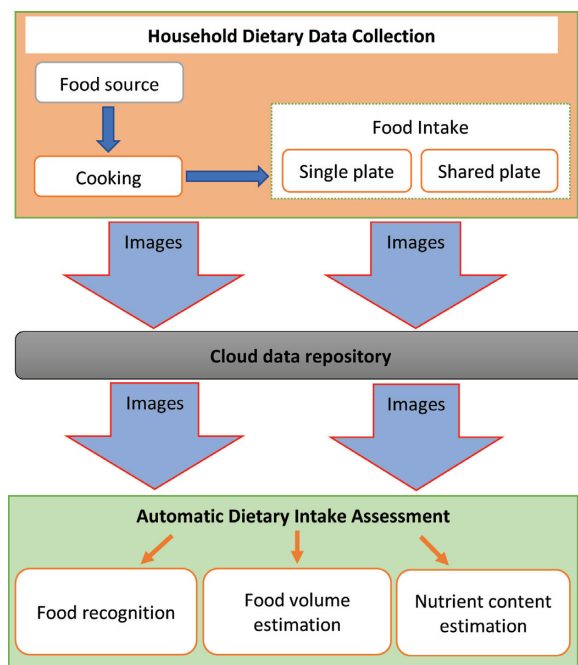 Household Dietary Data Collection
Food source
Food Intake
Cooking
Single plate
Shared plate
Images
Images
Cloud data repository
Images
Images
Automatic Dietary Intake Assessment
Food recognition
Food volume
estimation
Nutrient content
estimation